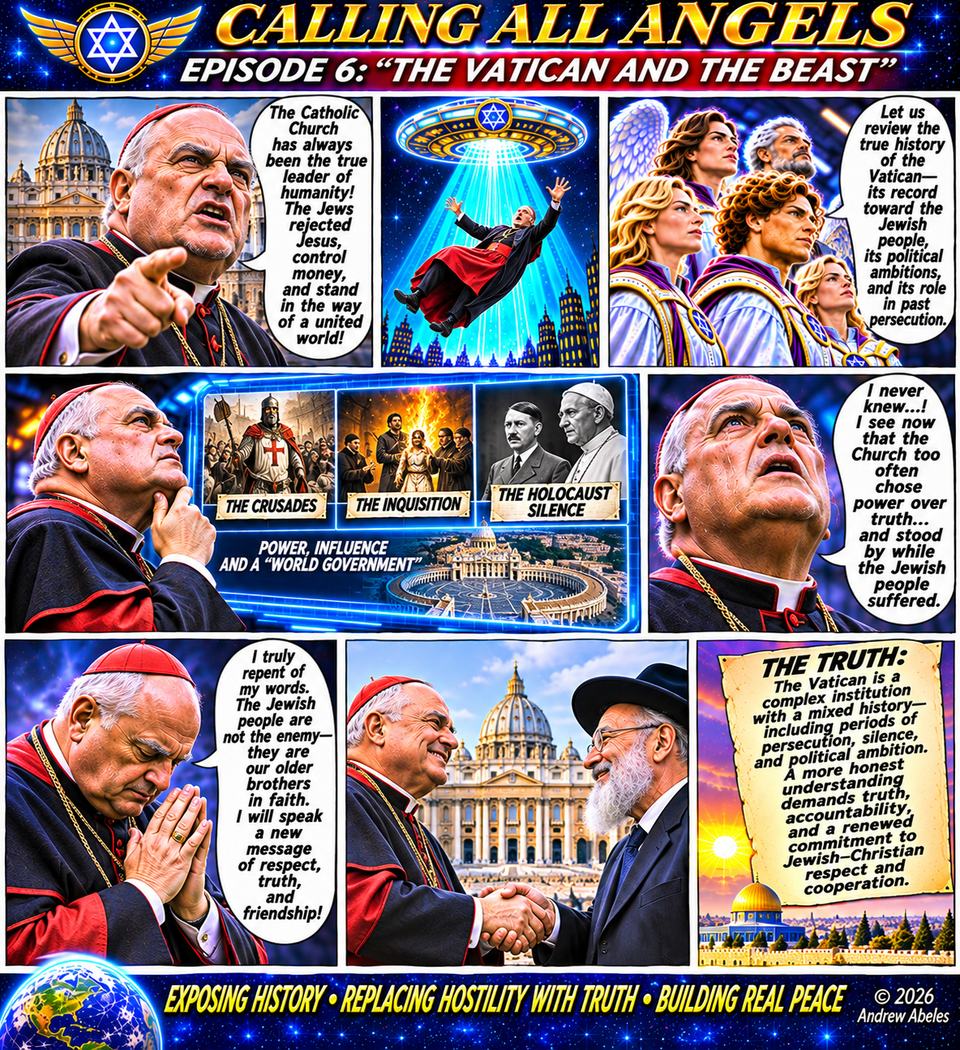 CALLING ALL ANGELS
EPISODE 6: “THE VATICAN AND THE BEAST”
The Catholic
Church
has always
been the true
leader of
humanity!
The Jews
rejected
Jesus,
control
money,
and stand
in the way
of a united
world!
Let us
review the
true history
of the
Vatican—
its record
toward the
Jewish
people,
its political
ambitions,
and its role
in past
persecution.
THE CRUSADES
THE INQUISITION
THE HOLOCAUST
SILENCE
POWER, INFLUENCE
AND A “WORLD GOVERNMENT”
I never
knew...!
I see now
that the
Church too
often
chose
power over
truth...
and stood
by while
the Jewish
people
suffered.
I truly
repent of
my words.
The Jewish
people are
not the enemy—
they are
our older
brothers
in faith.
I will speak
a new
message
of respect,
truth,
and
friendship!
THE TRUTH:
The Vatican is a
complex institution
with a mixed history—
including periods of
persecution, silence,
and political ambition.
A more honest
understanding
demands truth,
accountability,
and a renewed
commitment to
Jewish–Christian
respect and
cooperation.
EXPOSING HISTORY • REPLACING HOSTILITY WITH TRUTH • BUILDING REAL PEACE
© 2026
Andrew Abeles